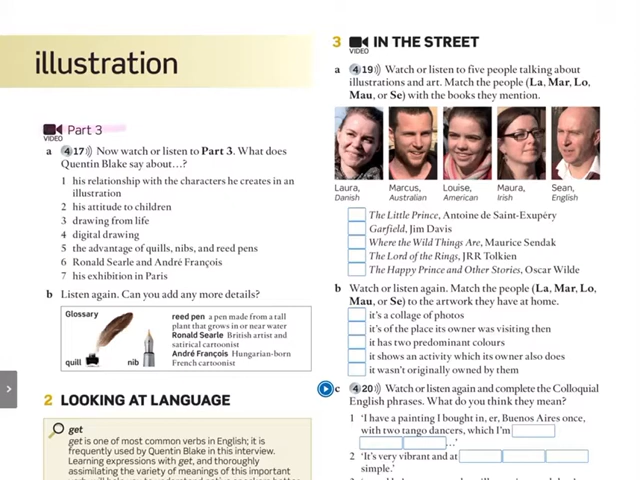 illustration
VIDEO
Part 3
a 4 17 Now watch or listen to Part 3. What does
Quentin Blake say about…?
1 his relationship with the characters he creates in an
illustration
2 his attitude to children
3 drawing from life
4 digital drawing
5 the advantage of quills, nibs, and reed pens
6 Ronald Searle and André François
7 his exhibition in Paris
b Listen again. Can you add any more details?
Glossary
quill
nib
reed pen a pen made from a tall
plant that grows in or near water
Ronald Searle British artist and
satirical cartoonist
André François Hungarian-born
French cartoonist
2 LOOKING AT LANGUAGE
get
get is one of most common verbs in English; it is
frequently used by Quentin Blake in this interview.
Learning expressions with get, and thoroughly
assimilating the variety of meanings of this important
3 VIDEO IN THE STREET
a 4 19 Watch or listen to five people talking about
illustrations and art. Match the people (La, Mar, Lo,
Mau, or Se) with the books they mention.
Laura, Marcus, Louise, Maura, Sean,
Danish Australian American Irish English
The Little Prince, Antoine de Saint-Exupéry
Garfield, Jim Davis
Where the Wild Things Are, Maurice Sendak
The Lord of the Rings, JRR Tolkien
The Happy Prince and Other Stories, Oscar Wilde
b Watch or listen again. Match the people (La, Mar, Lo,
Mau, or Se) to the artwork they have at home.
it's a collage of photos
it's of the place its owner was visiting then
it has two predominant colours
it shows an activity which its owner also does
it wasn't originally owned by them
c 4 20 Watch or listen again and complete the Colloquial
English phrases. What do you think they mean?
1 'I have a painting I bought in, er, Buenos Aires once,
with two tango dancers, which I'm
…'
2 'It's very vibrant and at
simple.'